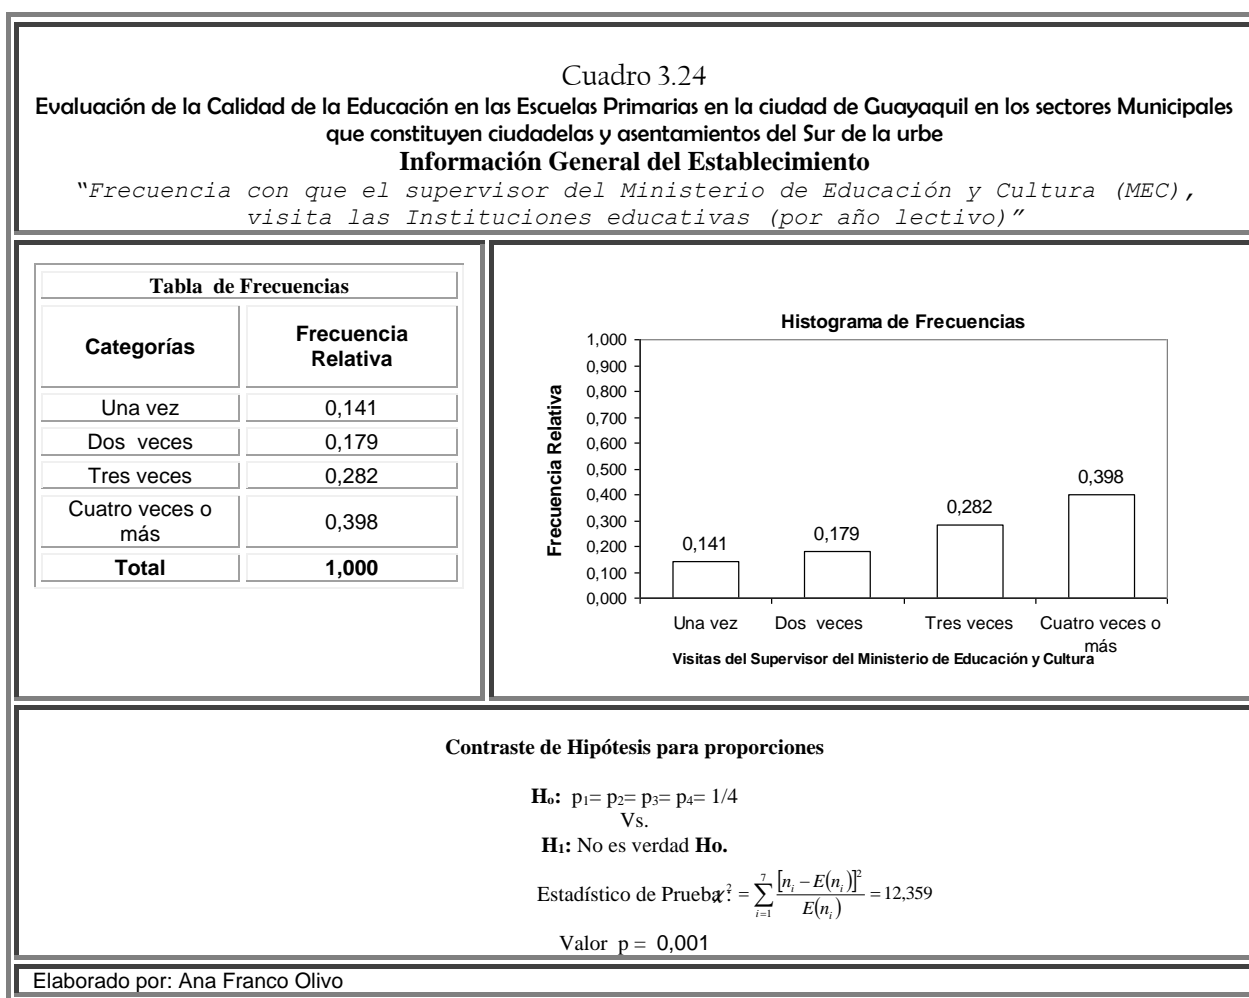 Cuadro 3.24
Evaluación de la Calidad de la Educación en las Escuelas Primarias en la ciudad de Guayaquil en los sectores Municipales
que constituyen ciudadelas y asentamientos del Sur de la urbe
Información General del Establecimiento
“Frecuencia con que el supervisor del Ministerio de Educación y Cultura (MEC),
visita las Instituciones educativas (por año lectivo)”
Tabla de Frecuencias
Categorías Frecuencia
Relativa
Una vez 0,141
Dos veces 0,179
Tres veces 0,282
Cuatro veces o
más 0,398
Total 1,000
Histograma de Frecuencias
Frecuencia Relativa
1,000
0,900
0,800
0,700
0,600
0,500
0,400
0,300
0,200
0,100
0,000
0,141
0,179
0,282
0,398
Una vez Dos veces Tres veces Cuatro veces o
más
Visitas del Supervisor del Ministerio de Educación y Cultura
Contraste de Hipótesis para proporciones
Ho: p1= p2= p3= p4= 1/4
Vs.
H1: No es verdad Ho.
Estadístico de Prueba: χ² = ∑_{i=1}^{7} [n_i − E(n_i)]² / E(n_i) = 12,359
Valor p = 0,001
Elaborado por: Ana Franco Olivo